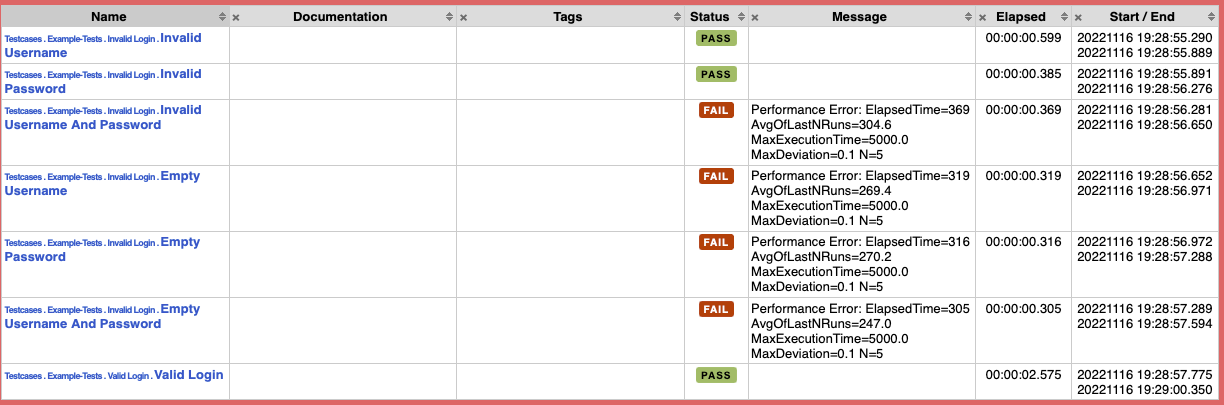 Name × Documentation × Tags × Status × Message × Elapsed × Start / End
Testcases . Example-Tests . Invalid Login . Invalid
Username
PASS
00:00:00.599
20221116 19:28:55.290
20221116 19:28:55.889
Testcases . Example-Tests . Invalid Login . Invalid
Password
PASS
00:00:00.385
20221116 19:28:55.891
20221116 19:28:56.276
Testcases . Example-Tests . Invalid Login . Invalid
Username And Password
FAIL
Performance Error: ElapsedTime=369
AvgOfLastNRuns=304.6
MaxExecutionTime=5000.0
MaxDeviation=0.1 N=5
00:00:00.369
20221116 19:28:56.281
20221116 19:28:56.650
Testcases . Example-Tests . Invalid Login . Empty
Username
FAIL
Performance Error: ElapsedTime=319
AvgOfLastNRuns=269.4
MaxExecutionTime=5000.0
MaxDeviation=0.1 N=5
00:00:00.319
20221116 19:28:56.652
20221116 19:28:56.971
Testcases . Example-Tests . Invalid Login . Empty
Password
FAIL
Performance Error: ElapsedTime=316
AvgOfLastNRuns=270.2
MaxExecutionTime=5000.0
MaxDeviation=0.1 N=5
00:00:00.316
20221116 19:28:56.972
20221116 19:28:57.288
Testcases . Example-Tests . Invalid Login . Empty
Username And Password
FAIL
Performance Error: ElapsedTime=305
AvgOfLastNRuns=247.0
MaxExecutionTime=5000.0
MaxDeviation=0.1 N=5
00:00:00.305
20221116 19:28:57.289
20221116 19:28:57.594
Testcases . Example-Tests . Valid Login . Valid Login
PASS
00:00:02.575
20221116 19:28:57.775
20221116 19:29:00.350